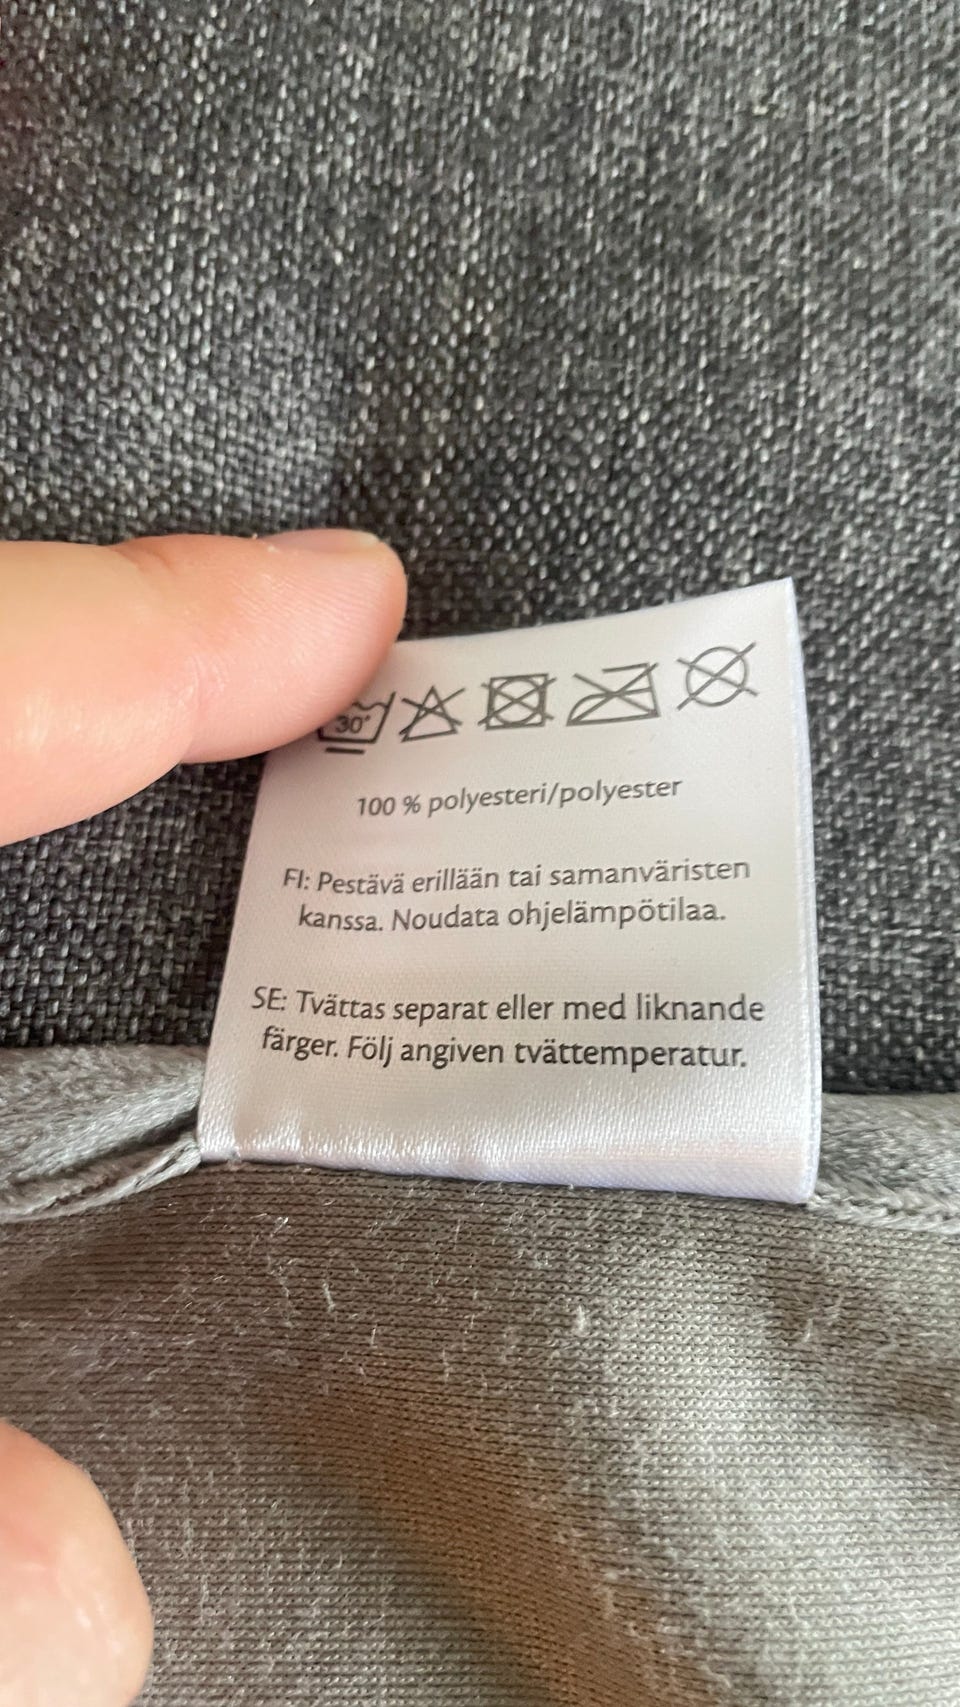 30°
100 % polyesteri/polyester
FI: Pestävä erillään tai samanväristen
kanssa. Noudata ohjelämpötilaa.
SE: Tvättas separat eller med liknande
färger. Följ angiven tvättemperatur.